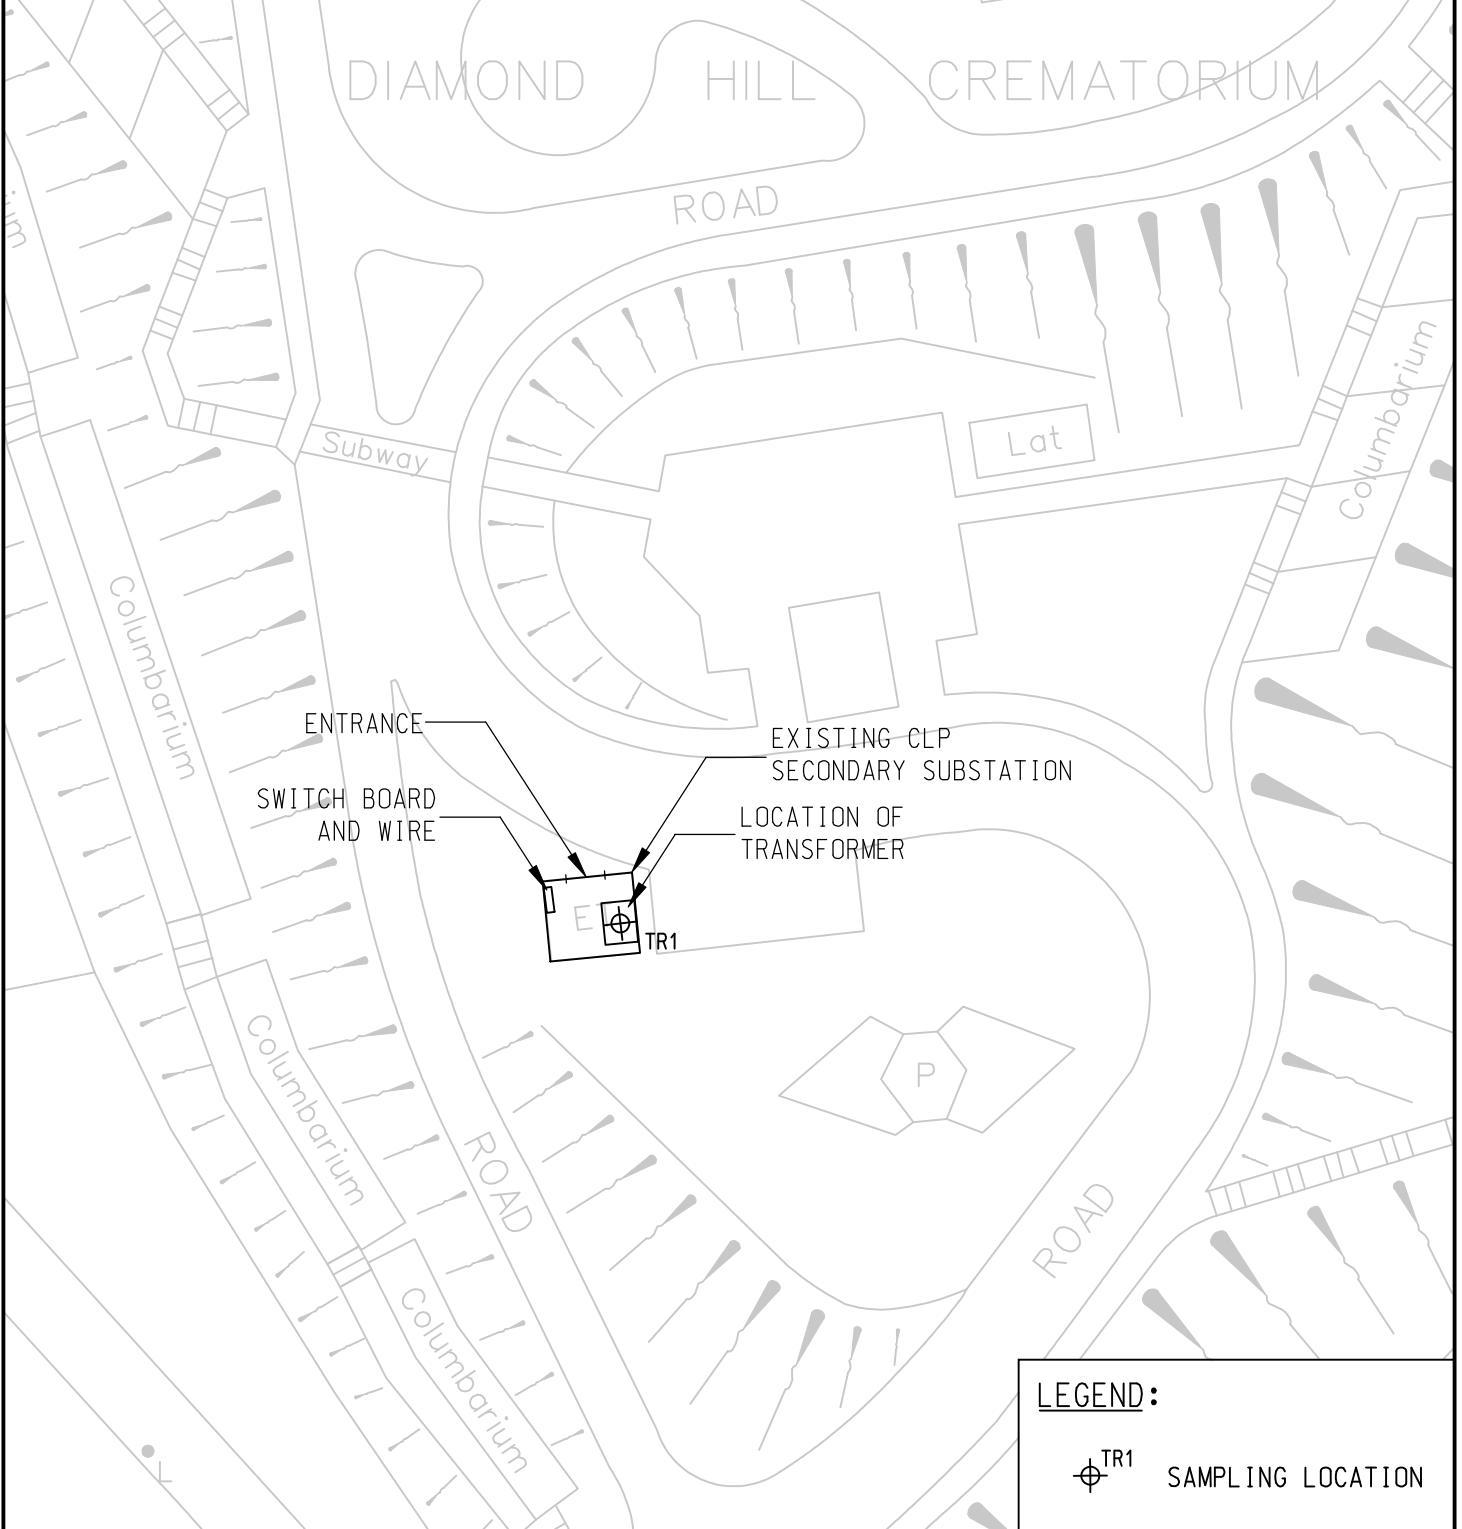 DIAMOND HILL CREMATORIUM
ROAD
Columbarium
Lat
Subway
Columbarium
ENTRANCE
EXISTING CLP
SECONDARY SUBSTATION
SWITCH BOARD
AND WIRE
LOCATION OF
TRANSFORMER
TR1
Columbarium
P
ROAD
ROAD
Columbarium
LEGEND:
TR1
SAMPLING LOCATION